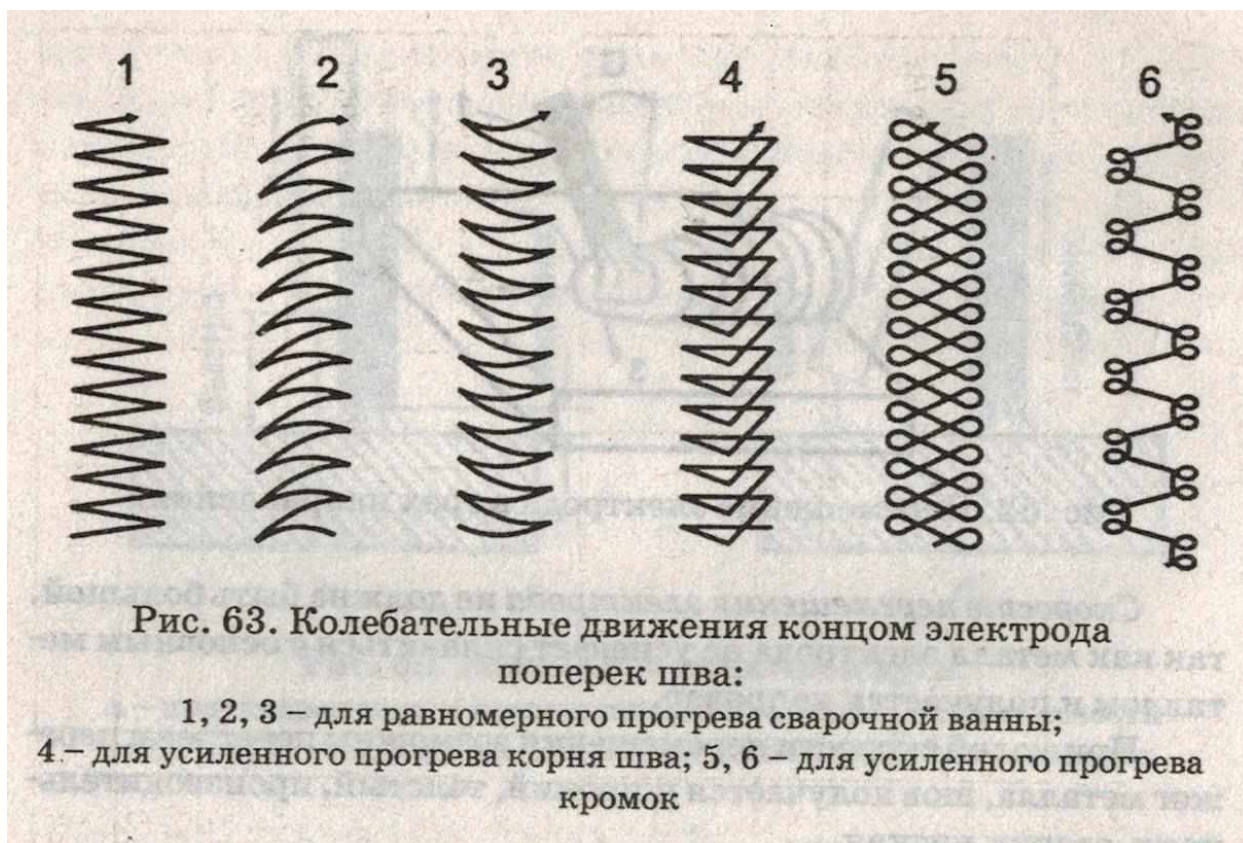 1 2 3 4 5 6
Рис. 63. Колебательные движения концом электрода
поперек шва:
1, 2, 3 – для равномерного прогрева сварочной ванны;
4 – для усиленного прогрева корня шва; 5, 6 – для усиленного прогрева
кромок